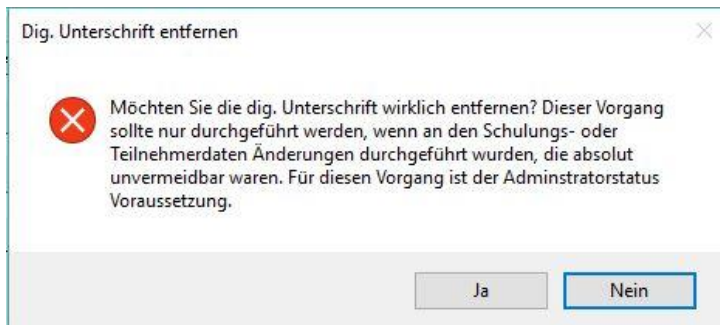 Dig. Unterschrift entfernen
Möchten Sie die dig. Unterschrift wirklich entfernen? Dieser Vorgang
sollte nur durchgeführt werden, wenn an den Schulungs- oder
Teilnehmerdaten Änderungen durchgeführt wurden, die absolut
unvermeidbar waren. Für diesen Vorgang ist der Adminstratorstatus
Voraussetzung.
Ja
Nein